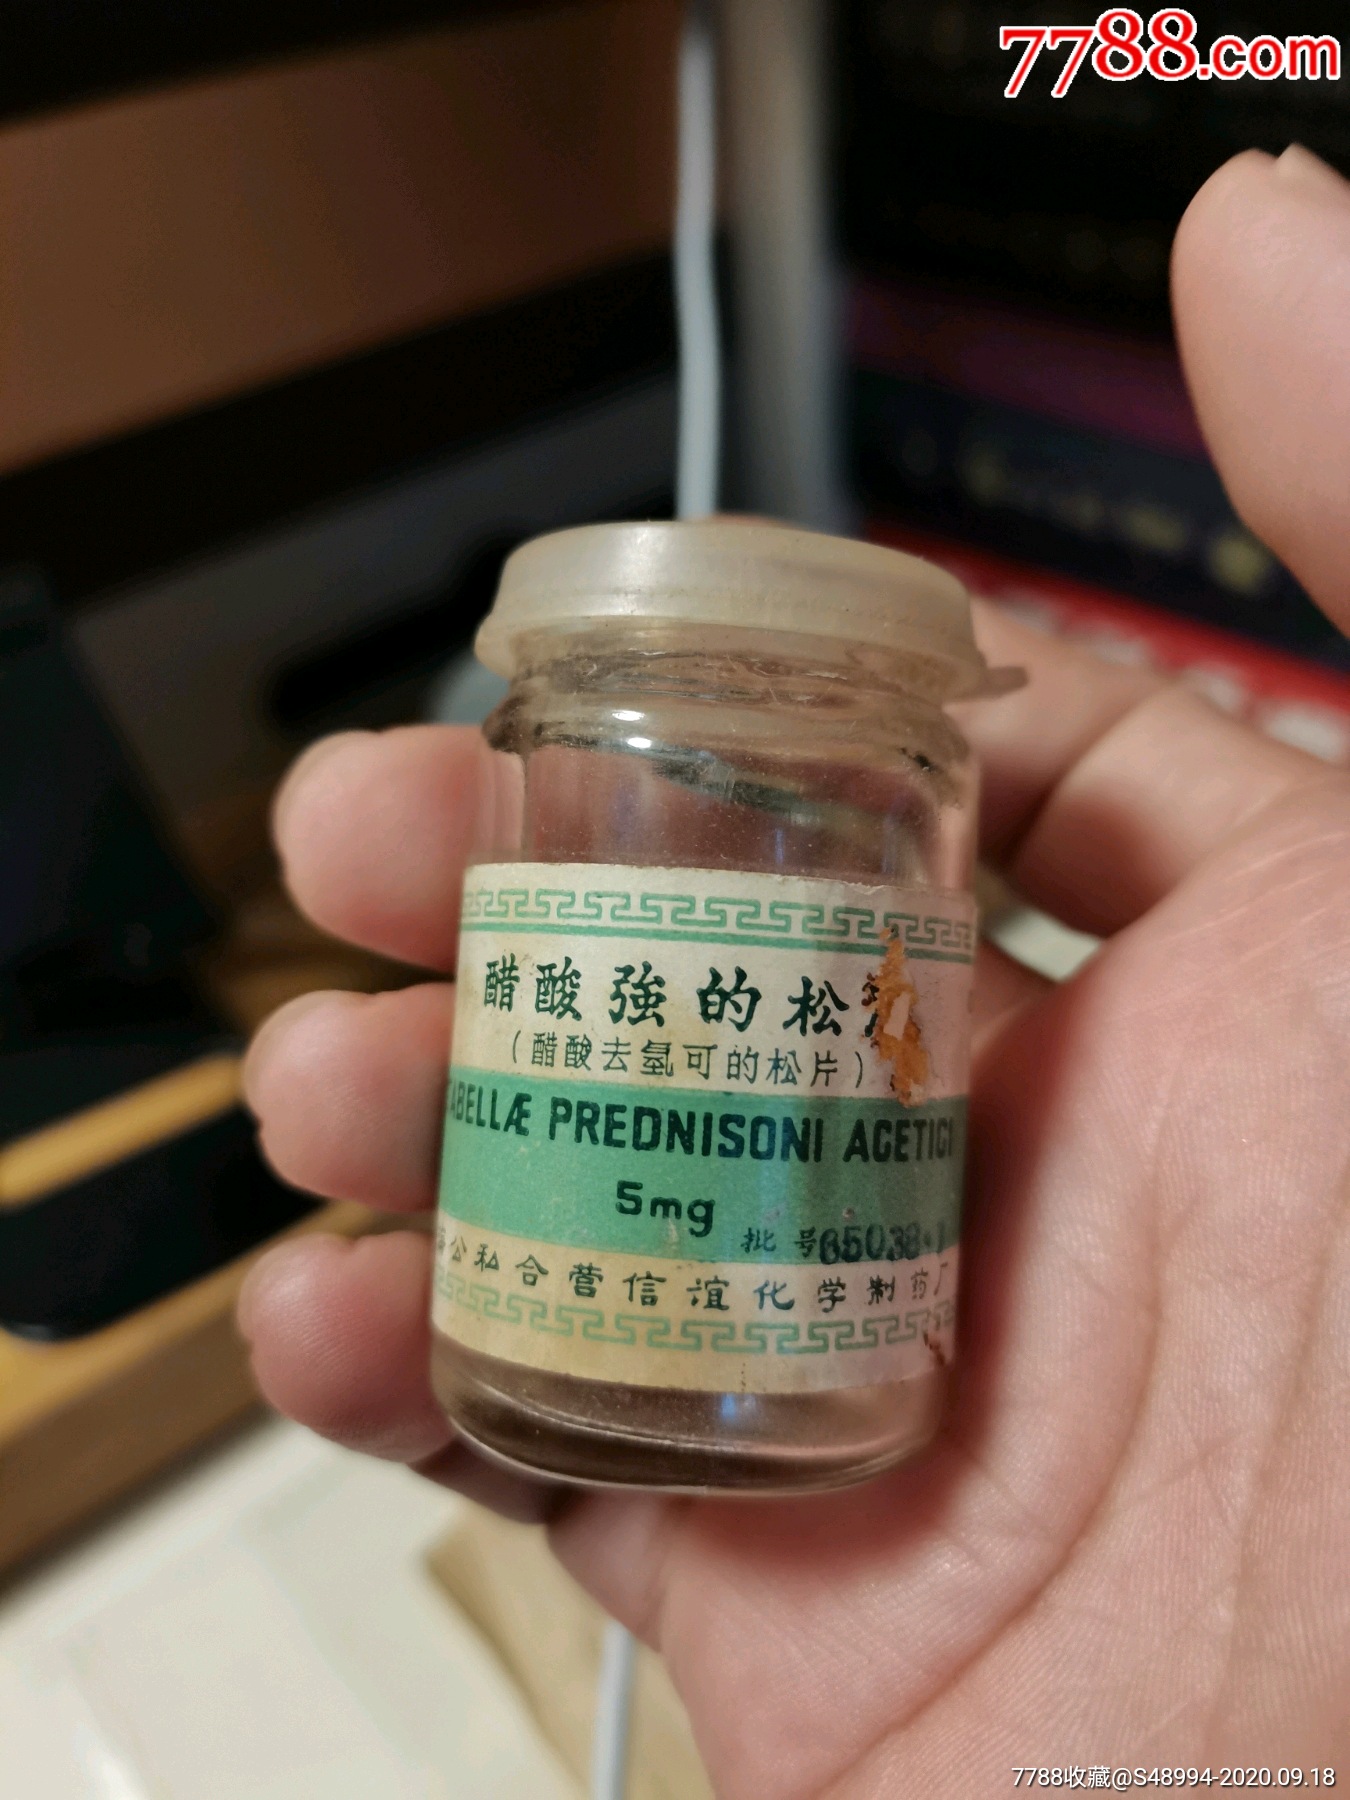 7788.com
醋酸強的松
（醋酸去氢可的松片）
TABELLÆ PREDNISONI ACETICI
5mg
批号65038-1
公私合营信谊化学制药厂
7788收藏@S48994-2020.09.18